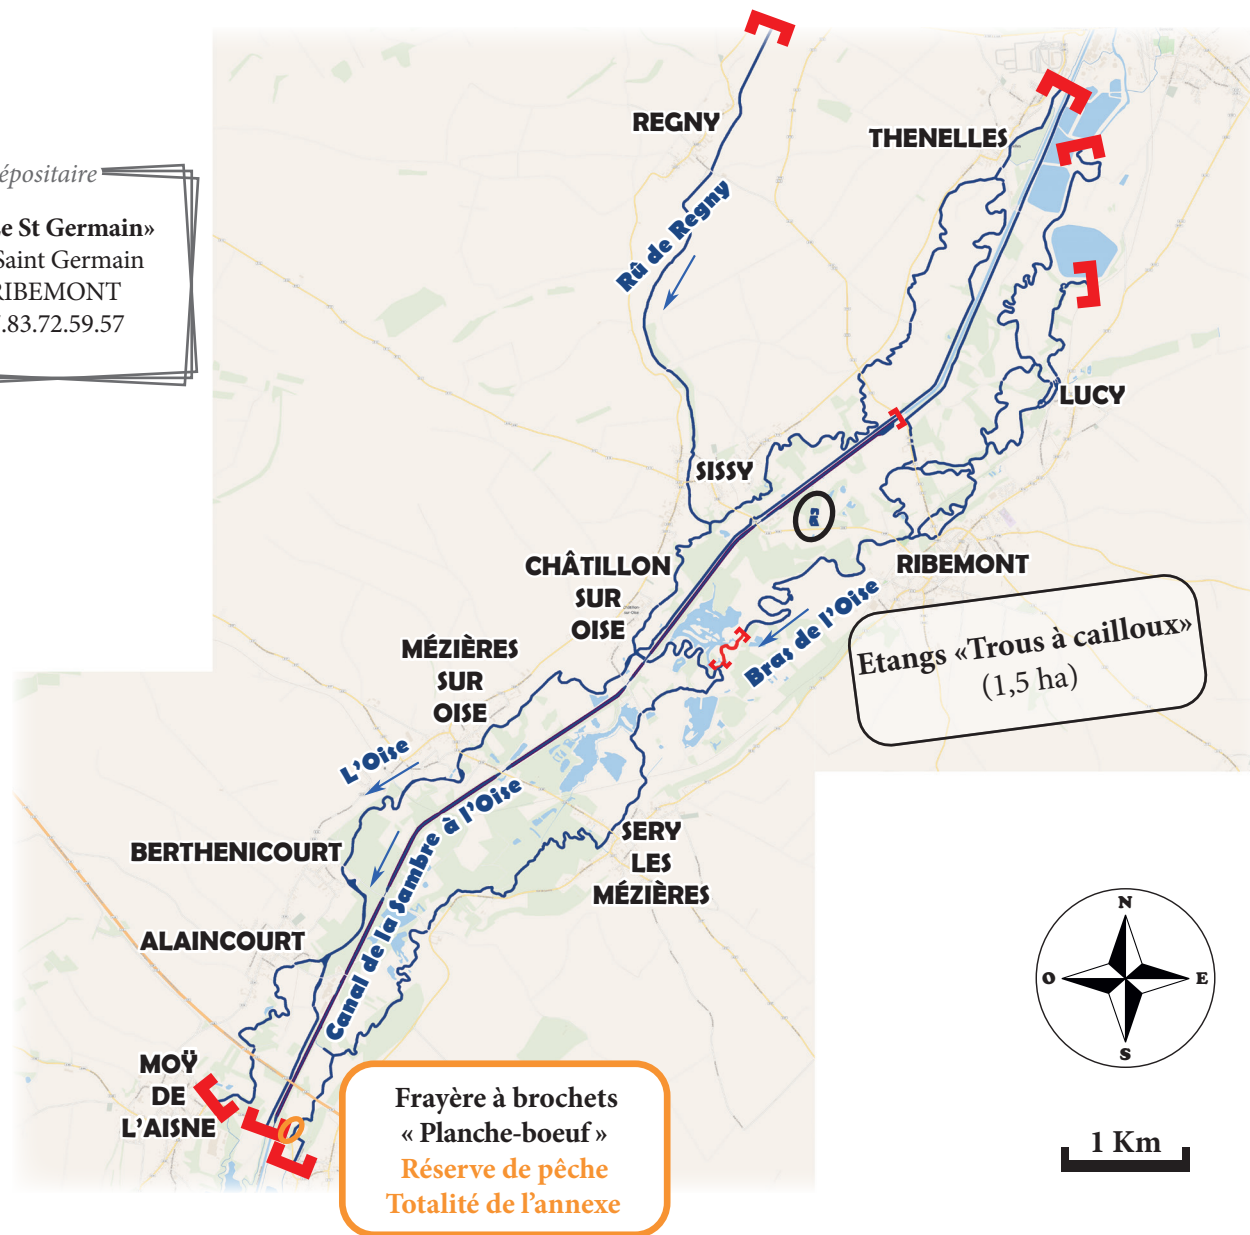 REGNY
THENELLES
Rû de Regny
épositaire
e St Germain»
Saint Germain
RIBEMONT
.83.72.59.57
LUCY
SISSY
CHÂTILLON
SUR
OISE
RIBEMONT
Bras de l'Oise
Etangs «Trous à cailloux»
(1,5 ha)
MÉZIÈRES
SUR
OISE
L'Oise
Canal de la Sambre à l'Oise
BERTHENICOURT
SERY
LES
MÉZIÈRES
ALAINCOURT
MOŸ
DE
L'AISNE
Frayère à brochets
« Planche-boeuf »
Réserve de pêche
Totalité de l'annexe
N
O
E
S
1 Km